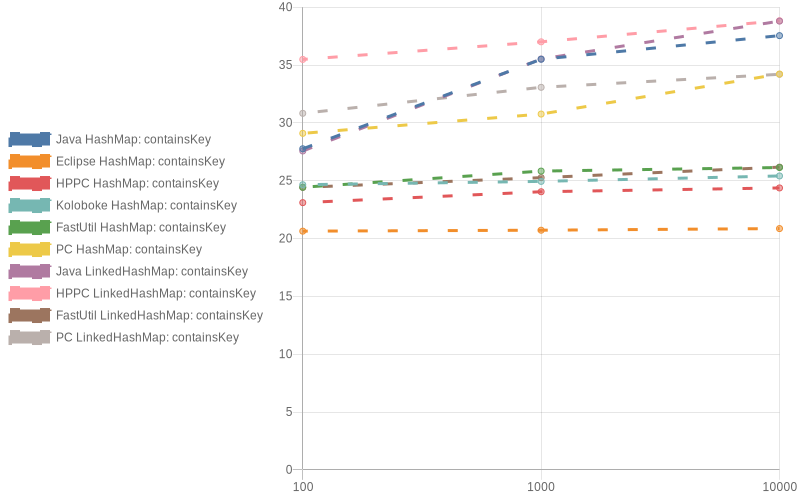 Java HashMap: containsKey
Eclipse HashMap: containsKey
HPPC HashMap: containsKey
Koloboke HashMap: containsKey
FastUtil HashMap: containsKey
PC HashMap: containsKey
Java LinkedHashMap: containsKey
HPPC LinkedHashMap: containsKey
FastUtil LinkedHashMap: containsKey
PC LinkedHashMap: containsKey
40
35
30
25
20
15
10
5
0
100 1000 10000